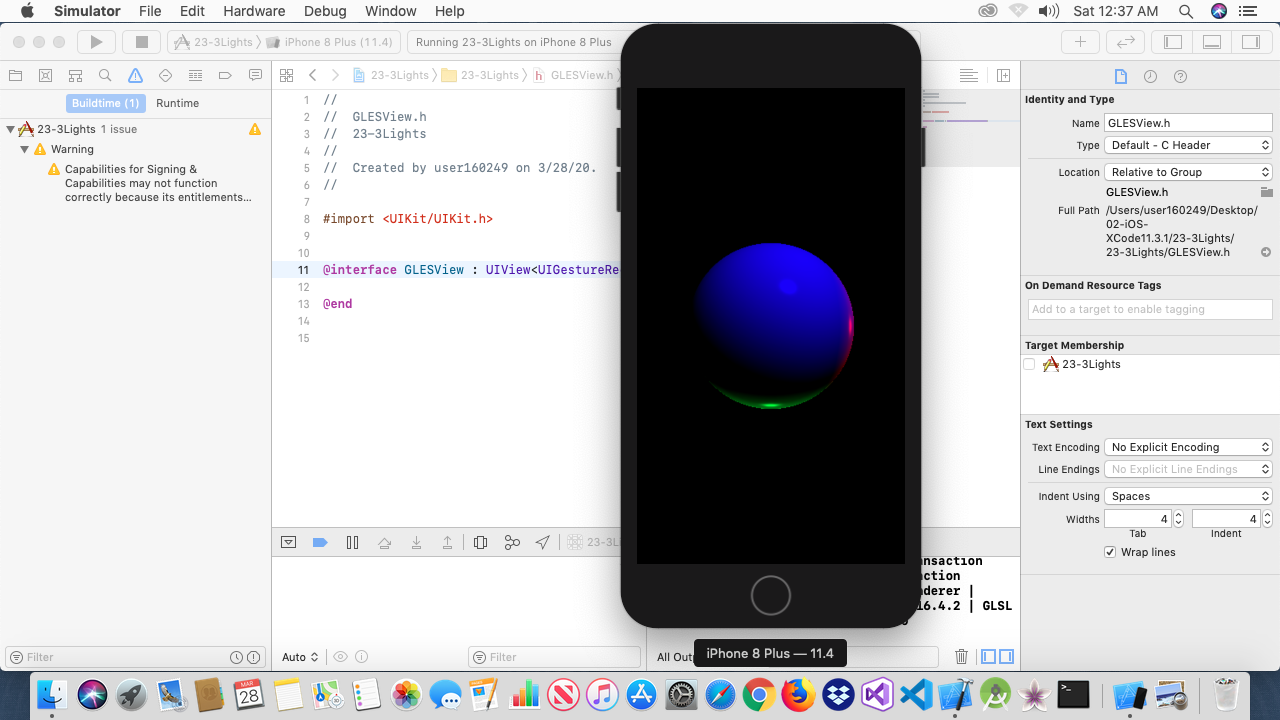 Simulator File Edit Hardware Debug Window Help Sat 12:37 AM
23-3Lights iPhone 8 Plus (11.4) Running 23-3Lights on iPhone 8 Plus
23-3Lights 23-3Lights h GLESView.h
Buildtime (1) Runtime
23-3Lights 1 issue
Warning
Capabilities for Signing &
Capabilities may not function
correctly because its entitlements...
1 //
2 // GLESView.h
3 // 23-3Lights
4 //
5 // Created by user160249 on 3/28/20.
6 //
7
8 #import <UIKit/UIKit.h>
9
10
11 @interface GLESView : UIView<UIGestureRe
12
13 @end
14
15
Identity and Type
Name GLESView.h
Type Default - C Header
Location Relative to Group
GLESView.h
Full Path /Users/user160249/Desktop/
02-iOS-
XCode11.3.1/23-3Lights/
23-3Lights/GLESView.h
On Demand Resource Tags
Add to a target to enable tagging
Target Membership
23-3Lights
Text Settings
Text Encoding No Explicit Encoding
Line Endings No Explicit Line Endings
Indent Using Spaces
Widths 4 4
Tab Indent
Wrap lines
23-3Li
nsaction
ction
nderer |
16.4.2 | GLSL
Filter
Auto
Filter
All Out
iPhone 8 Plus — 11.4
MAR
28